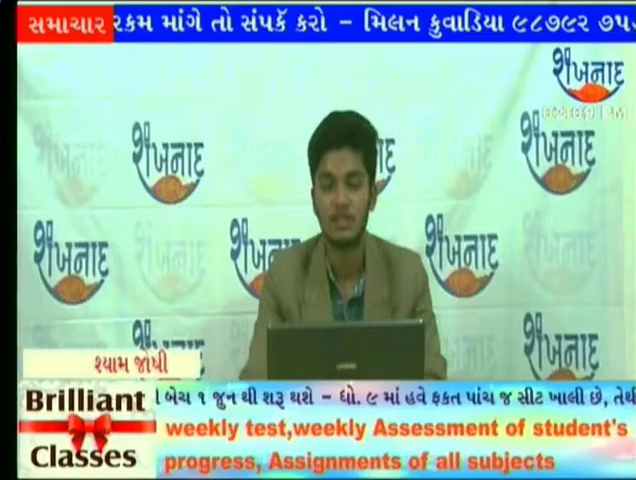 સમાચાર રકમ માંગે તો સંપર્ક કરો – મિલન કુવાડિયા ૯૮૭૯૨ ૭૫
શંખનાદ
શંખનાદ
શંખનાદ
શંખનાદ
શંખનાદ
શંખનાદ
શ્યામ જોષી
Brilliant Classes
બેચ ૧ જુન થી શરૂ થશે – ધો. ૯ માં હવે ફક્ત પાંચ જ સીટ ખાલી છે, તેથી
weekly test,weekly Assessment of student's
progress, Assignments of all subjects